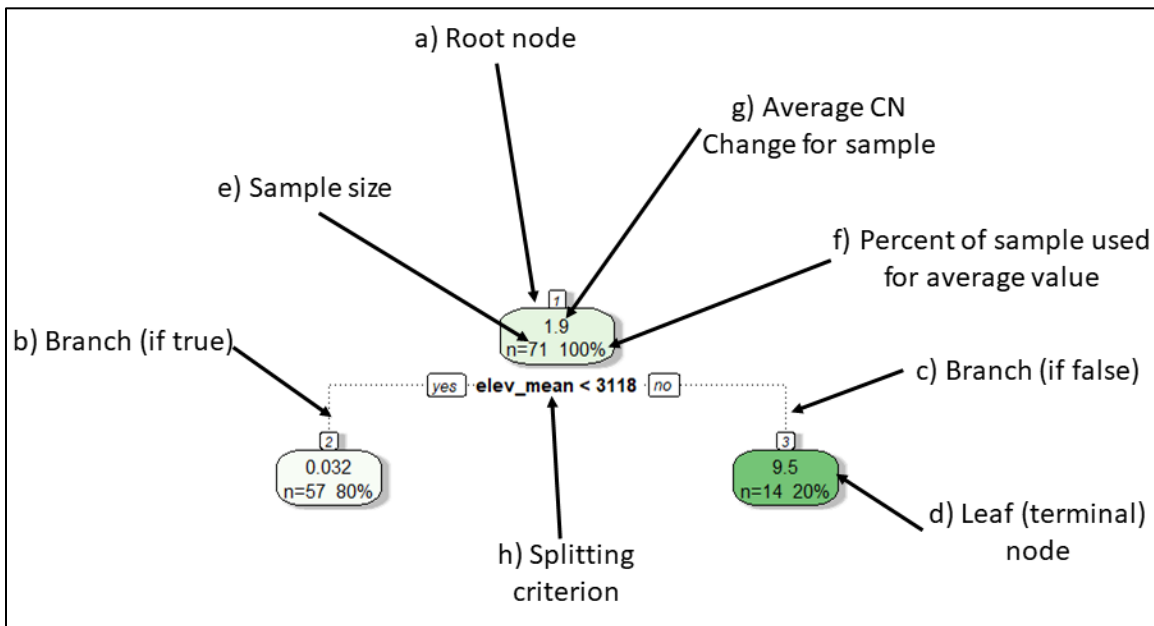 a) Root node
g) Average CN
Change for sample
e) Sample size
f) Percent of sample used
for average value
1
1.9
n=71 100%
b) Branch (if true)
yes elev_mean < 3118 no
c) Branch (if false)
2
0.032
n=57 80%
3
9.5
n=14 20%
d) Leaf (terminal)
node
h) Splitting
criterion